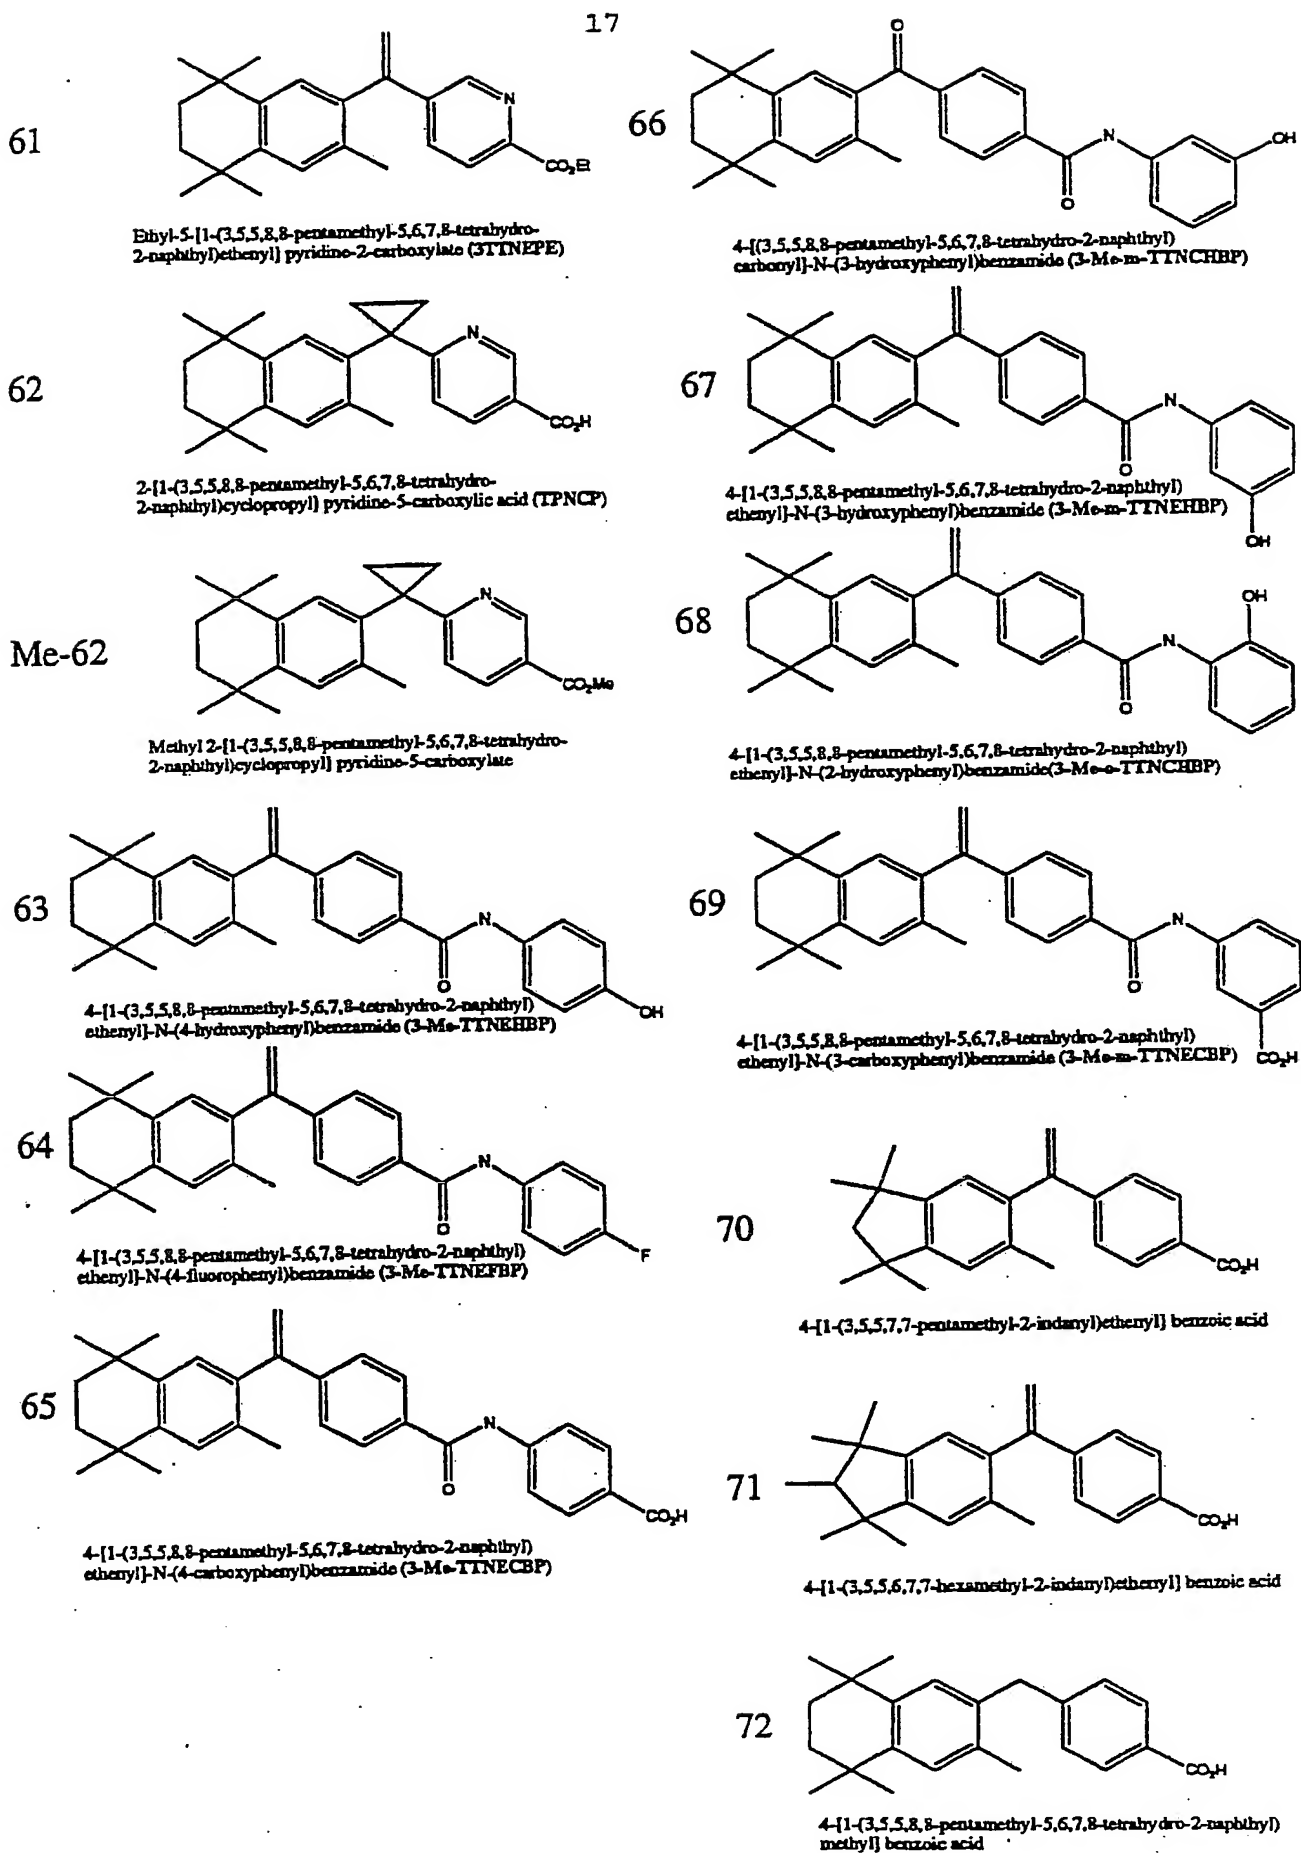 17
61
N
CO₂Et
Ethyl-5-[1-(3,5,5,8,8-pentamethyl-5,6,7,8-tetrahydro-
2-naphthyl)ethenyl] pyridine-2-carboxylate (3TTNEPE)
62
N
CO₂H
2-[1-(3,5,5,8,8-pentamethyl-5,6,7,8-tetrahydro-
2-naphthyl)cyclopropyl] pyridine-5-carboxylic acid (TPNCP)
Me-62
N
CO₂Me
Methyl 2-[1-(3,5,5,8,8-pentamethyl-5,6,7,8-tetrahydro-
2-naphthyl)cyclopropyl] pyridine-5-carboxylate
63
N
O
OH
4-[1-(3,5,5,8,8-pentamethyl-5,6,7,8-tetrahydro-2-naphthyl)
ethenyl]-N-(4-hydroxyphenyl)benzamide (3-Me-TTNEHBP)
64
N
O
F
4-[1-(3,5,5,8,8-pentamethyl-5,6,7,8-tetrahydro-2-naphthyl)
ethenyl]-N-(4-fluorophenyl)benzamide (3-Me-TTNEFBP)
65
N
O
CO₂H
4-[1-(3,5,5,8,8-pentamethyl-5,6,7,8-tetrahydro-2-naphthyl)
ethenyl]-N-(4-carboxyphenyl)benzamide (3-Me-TTNECBP)
66
O
N
O
OH
4-[(3,5,5,8,8-pentamethyl-5,6,7,8-tetrahydro-2-naphthyl)
carbonyl]-N-(3-hydroxyphenyl)benzamide (3-Me-m-TTNCHBP)
67
N
O
OH
4-[1-(3,5,5,8,8-pentamethyl-5,6,7,8-tetrahydro-2-naphthyl)
ethenyl]-N-(3-hydroxyphenyl)benzamide (3-Me-m-TTNEHBP)
68
OH
N
O
4-[1-(3,5,5,8,8-pentamethyl-5,6,7,8-tetrahydro-2-naphthyl)
ethenyl]-N-(2-hydroxyphenyl)benzamide(3-Me-o-TTNCHBP)
69
N
O
CO₂H
4-[1-(3,5,5,8,8-pentamethyl-5,6,7,8-tetrahydro-2-naphthyl)
ethenyl]-N-(3-carboxyphenyl)benzamide (3-Me-m-TTNECBP)
70
CO₂H
4-[1-(3,5,5,7,7-pentamethyl-2-indanyl)ethenyl] benzoic acid
71
CO₂H
4-[1-(3,5,5,6,7,7-hexamethyl-2-indanyl)ethenyl] benzoic acid
72
CO₂H
4-[1-(3,5,5,8,8-pentamethyl-5,6,7,8-tetrahydro-2-naphthyl)
methyl] benzoic acid